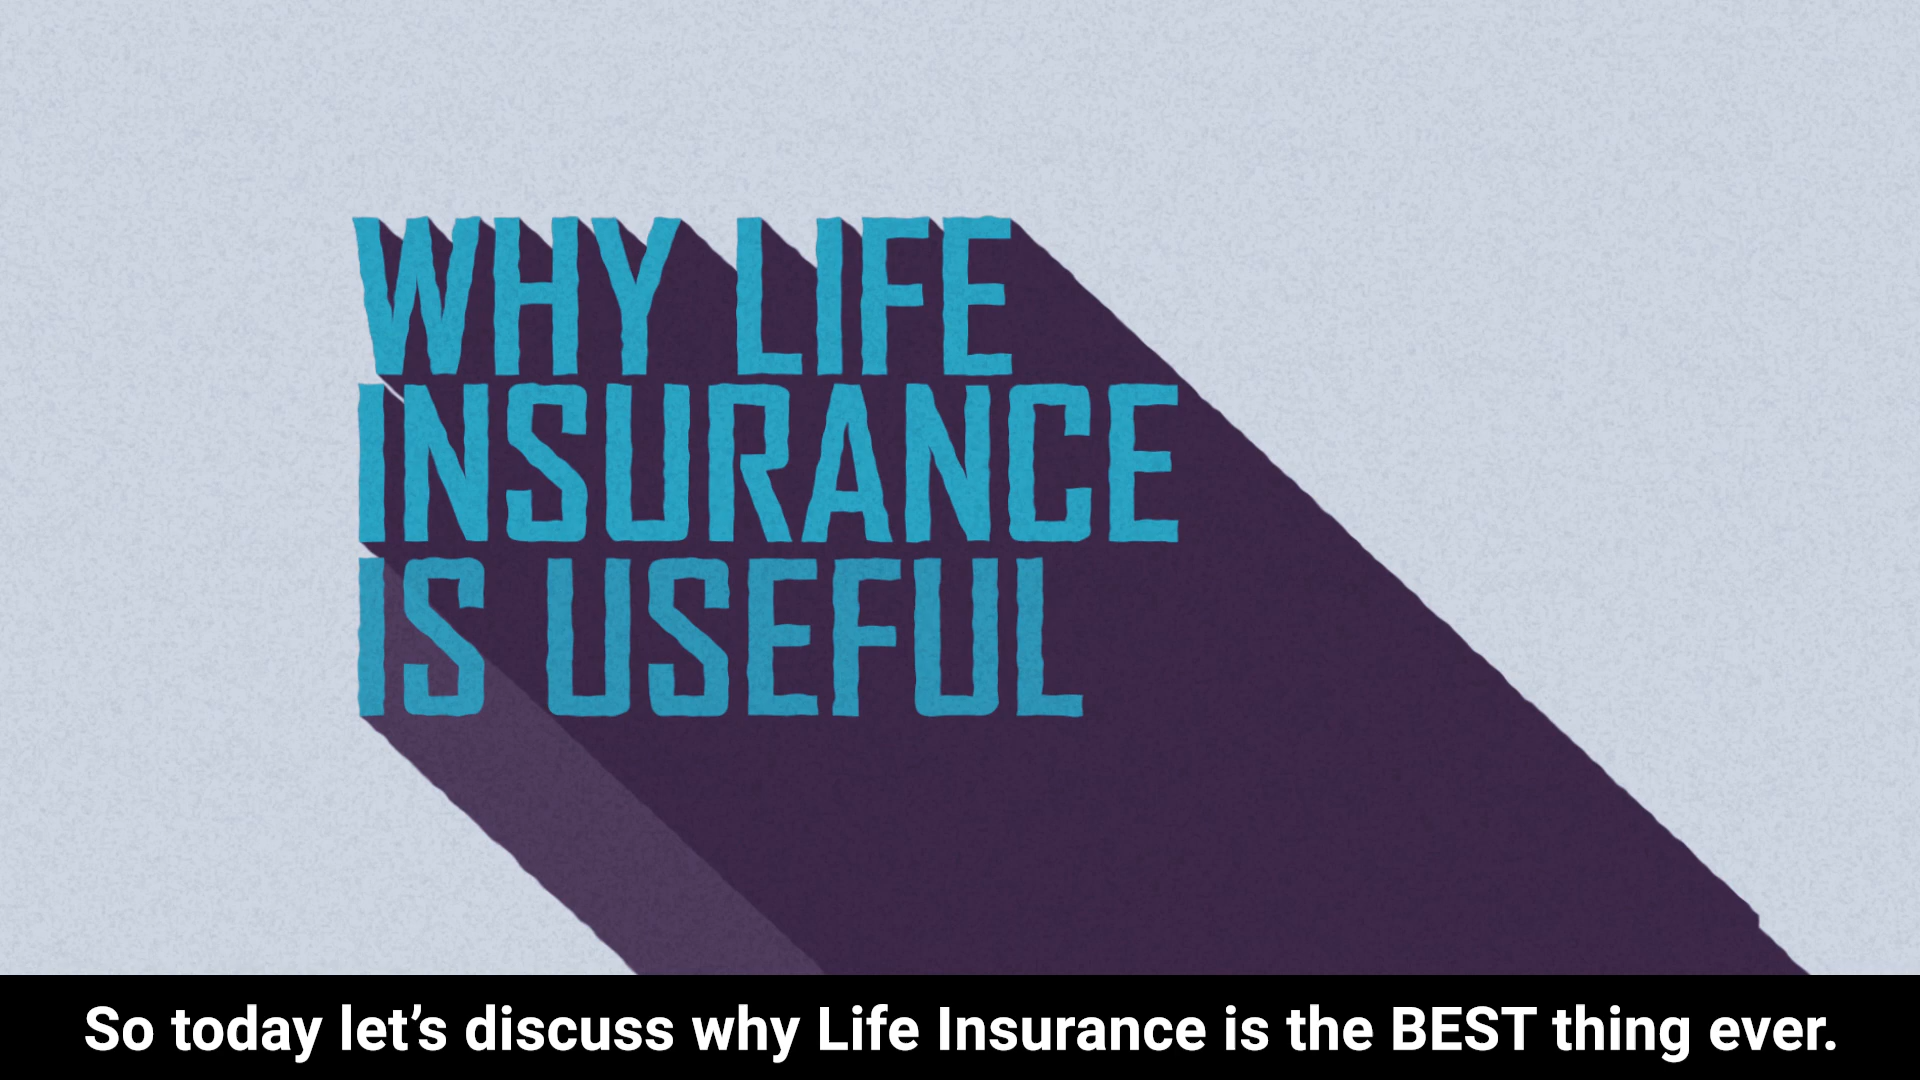 WHY LIFE
INSURANCE
IS USEFUL
So today let’s discuss why Life Insurance is the BEST thing ever.